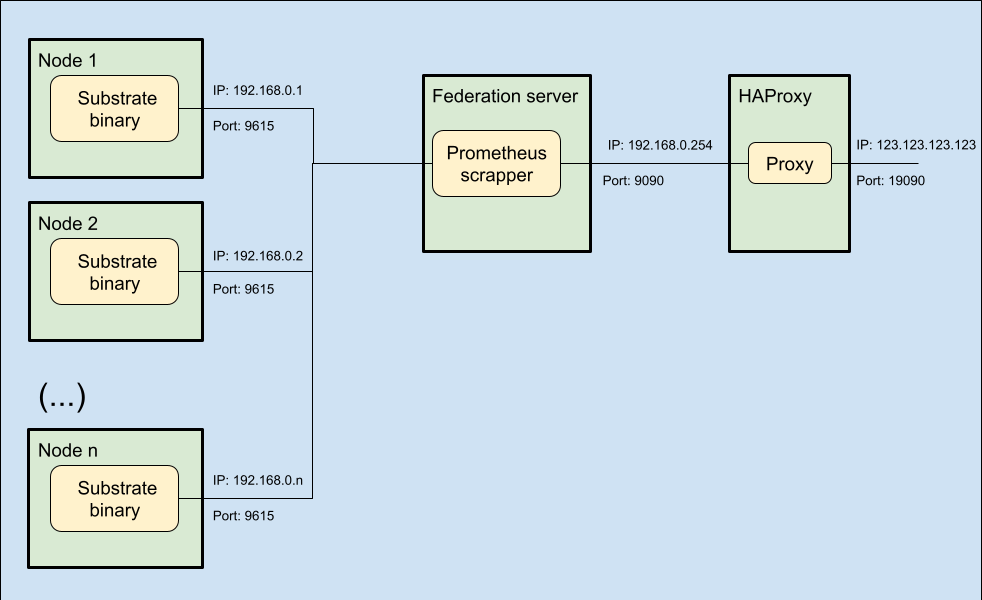 Node 1
Substrate
binary
IP: 192.168.0.1
Port: 9615
Node 2
Substrate
binary
IP: 192.168.0.2
Port: 9615
(...)
Node n
Substrate
binary
IP: 192.168.0.n
Port: 9615
Federation server
Prometheus
scrapper
IP: 192.168.0.254
Port: 9090
HAProxy
Proxy
IP: 123.123.123.123
Port: 19090